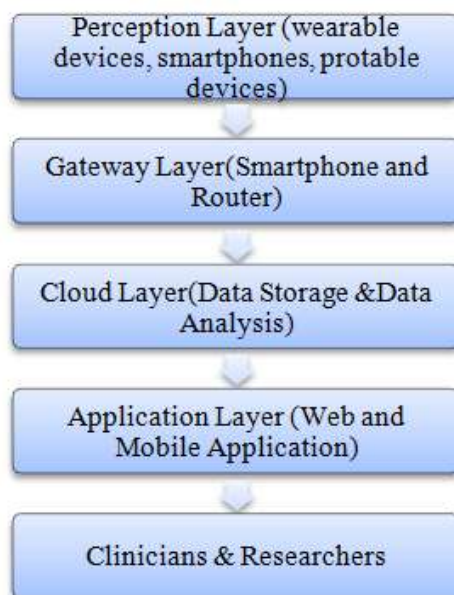 Perception Layer (wearable
devices, smartphones, protable
devices)
Gateway Layer(Smartphone and
Router)
Cloud Layer(Data Storage &Data
Analysis)
Application Layer (Web and
Mobile Application)
Clinicians & Researchers